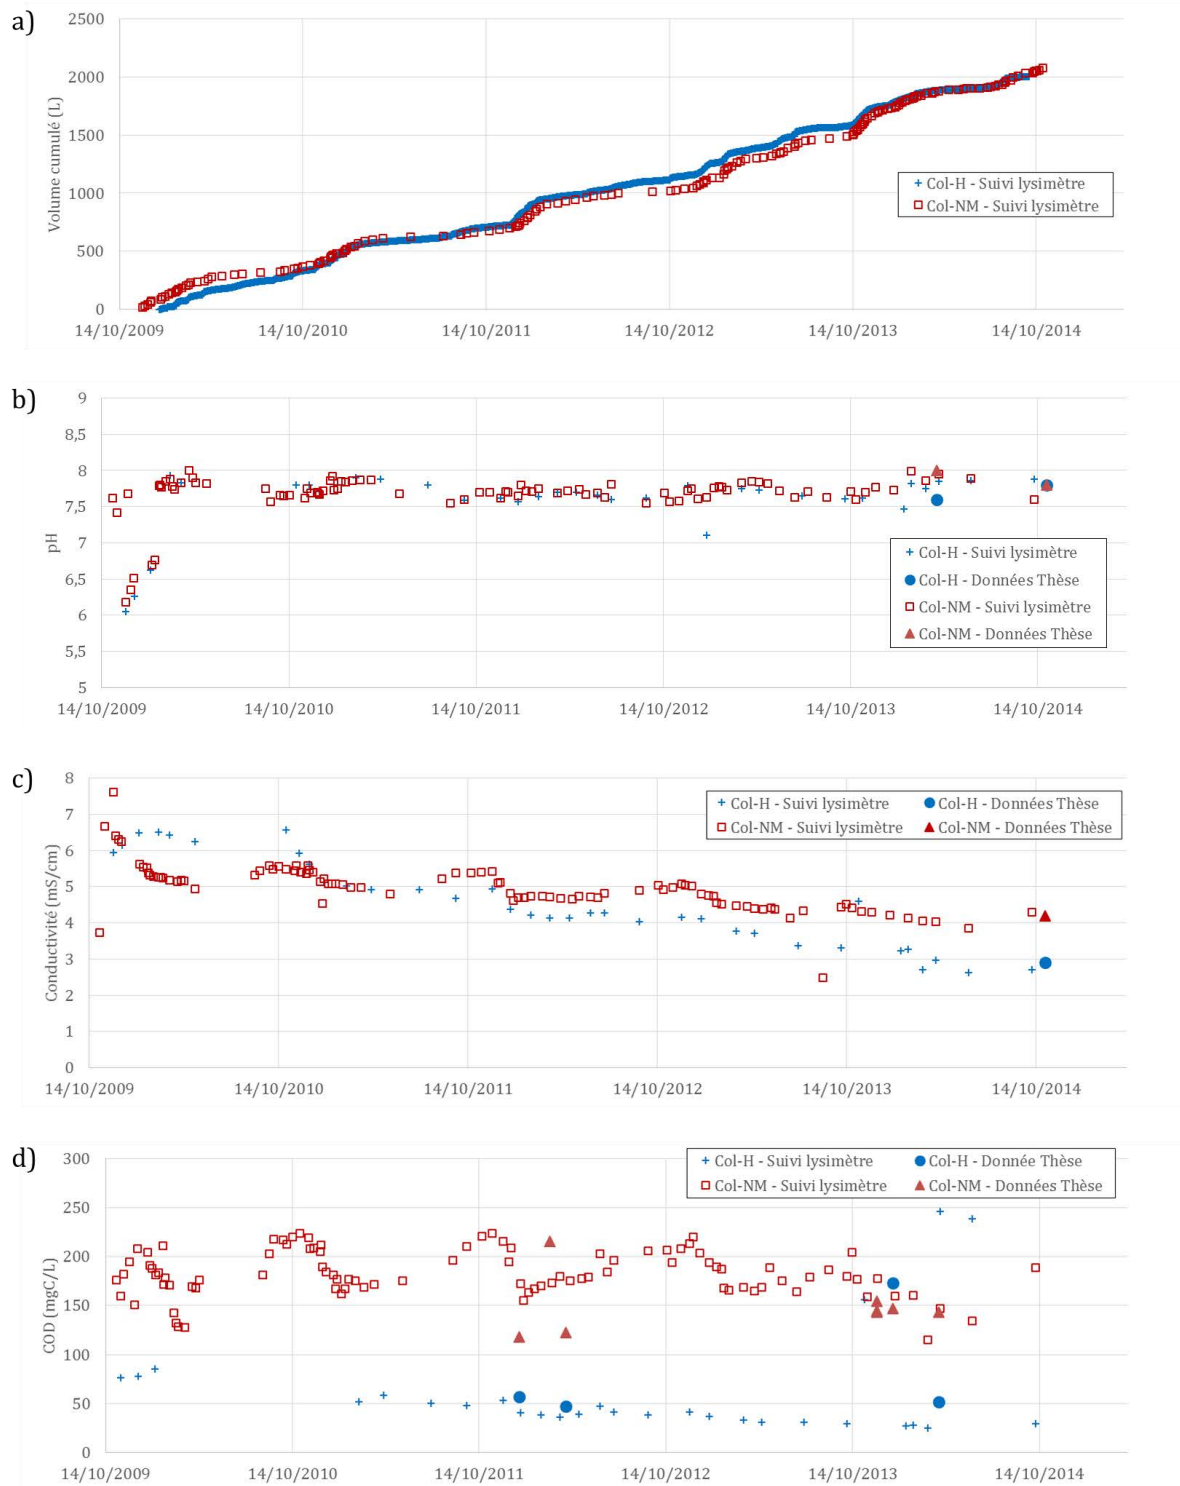 a)
2500
2000
1500
1000
500
0
Volume cumulé (L)
+ Col-H - Suivi lysimètre
Col-NM - Suivi lysimètre
14/10/2009 14/10/2010 14/10/2011 14/10/2012 14/10/2013 14/10/2014
b)
9
8,5
8
7,5
7
6,5
6
5,5
5
pH
+ Col-H - Suivi lysimètre
Col-H - Données Thèse
Col-NM - Suivi lysimètre
Col-NM - Données Thèse
14/10/2009 14/10/2010 14/10/2011 14/10/2012 14/10/2013 14/10/2014
c)
8
7
6
5
4
3
2
1
0
Conductivité (mS/cm)
+ Col-H - Suivi lysimètre Col-H - Données Thèse
Col-NM - Suivi lysimètre Col-NM - Données Thèse
14/10/2009 14/10/2010 14/10/2011 14/10/2012 14/10/2013 14/10/2014
d)
300
250
200
150
100
50
0
COD (mgC/L)
+ Col-H - Suivi lysimètre Col-H - Donnée Thèse
Col-NM - Suivi lysimètre Col-NM - Données Thèse
14/10/2009 14/10/2010 14/10/2011 14/10/2012 14/10/2013 14/10/2014